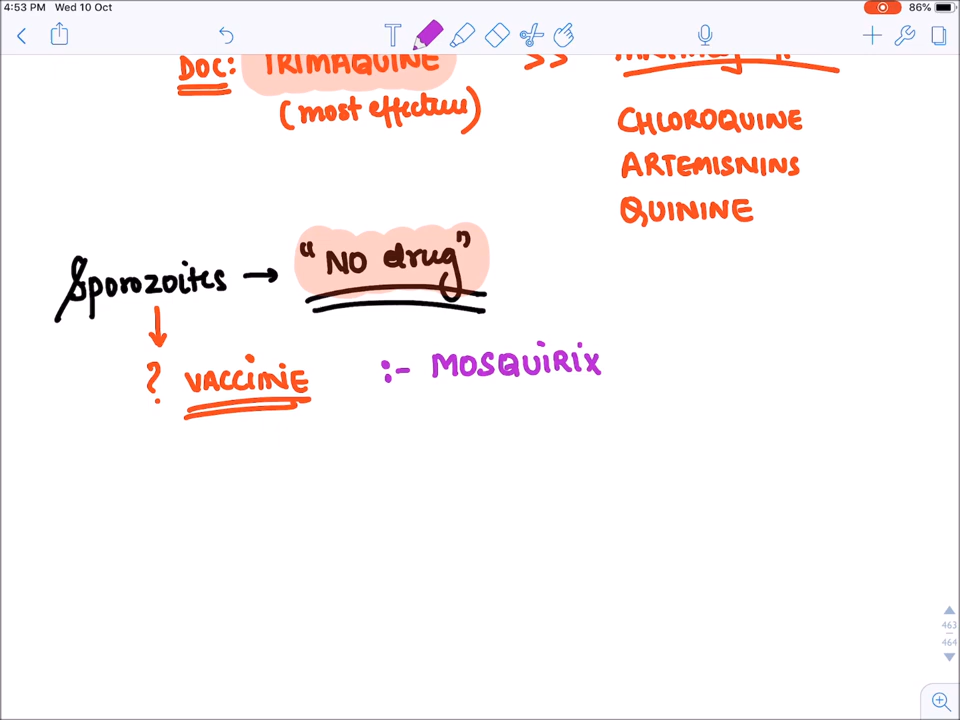 4:53 PM Wed 10 Oct
86%
DOC: TRIMAQUINE >>
(most effective)
CHLOROQUINE
ARTEMISNINS
QUININE
Sporozoites → "NO drug"
? VACCINE :- MOSQUIRIX
463
464